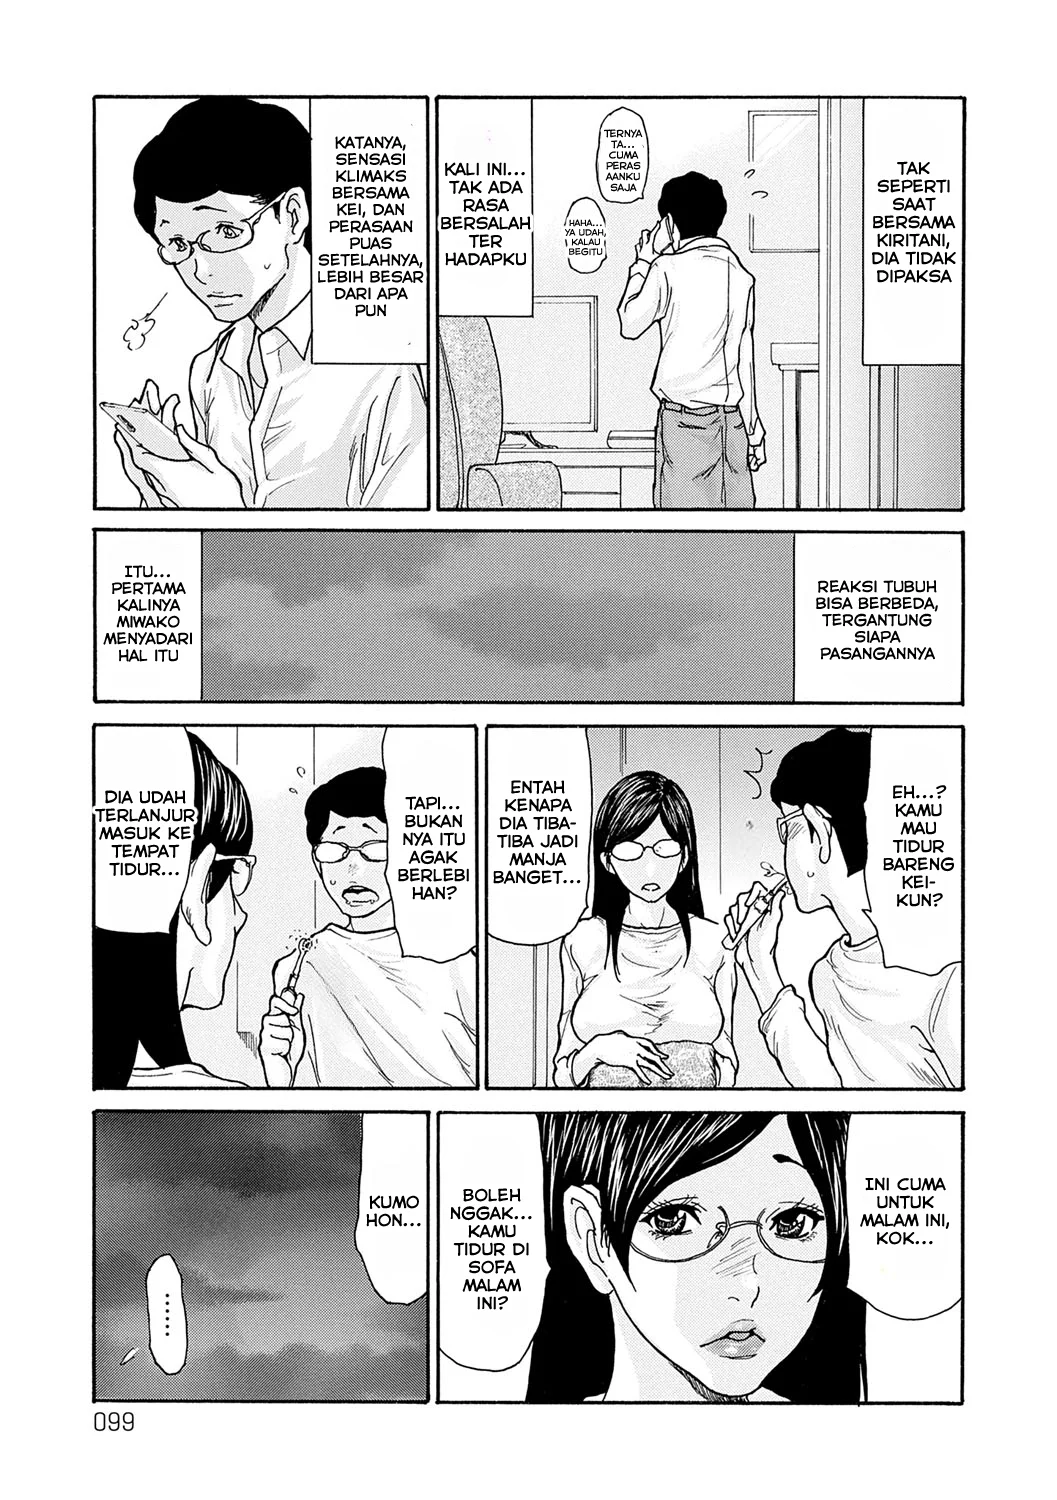 TAK
SEPERTI
SAAT
BERSAMA
KIRITANI,
DIA TIDAK
DIPAKSA
TERNYA
TA...
CUMA
PERAS
AANKU
SAJA
HAHA...
YA UDAH,
KALAU
BEGITU
KALI INI...
TAK ADA
RASA
BERSALAH
TER
HADAPKU
KATANYA,
SENSASI
KLIMAKS
BERSAMA
KEI, DAN
PERASAAN
PUAS
SETELAHNYA,
LEBIH BESAR
DARI APA
PUN
REAKSI TUBUH
BISA BERBEDA,
TERGANTUNG
SIAPA
PASANGANNYA
ITU...
PERTAMA
KALINYA
MIWAKO
MENYADARI
HAL ITU
EH...?
KAMU
MAU
TIDUR
BARENG
KEI-
KUN?
ENTAH
KENAPA
DIA TIBA-
TIBA JADI
MANJA
BANGET...
TAPI...
BUKAN
NYA ITU
AGAK
BERLEBI
HAN?
DIA UDAH
TERLANJUR
MASUK KE
TEMPAT
TIDUR...
INI CUMA
UNTUK
MALAM INI,
KOK...
BOLEH
NGGAK...
KAMU
TIDUR DI
SOFA
MALAM
INI?
KUMO
HON...
......
099